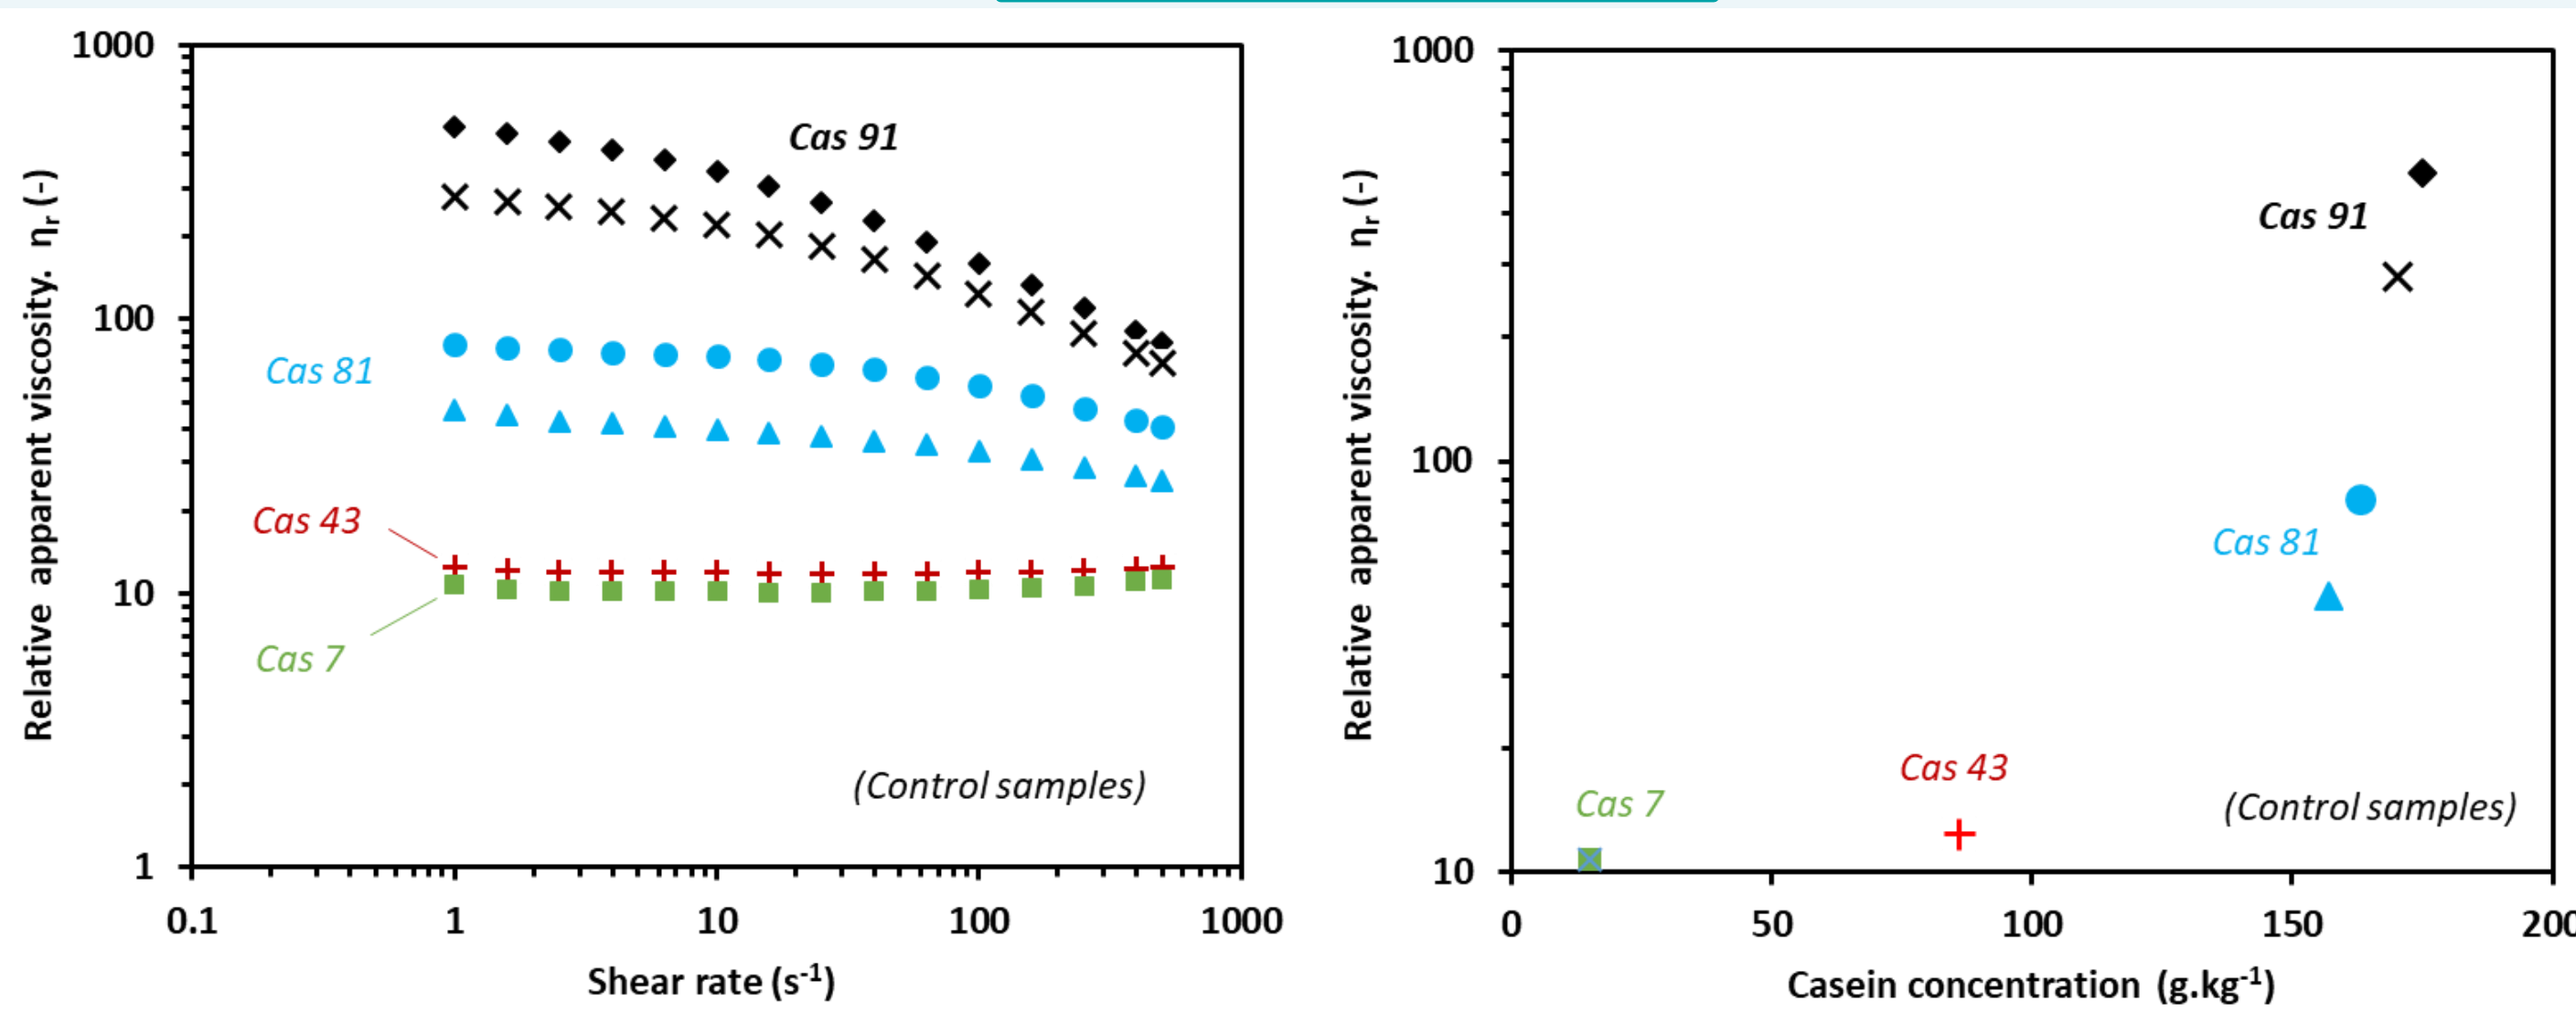 1000
100
10
1
Relative apparent viscosity. ηr (-)
Cas 91
Cas 81
Cas 43
Cas 7
(Control samples)
0.1 1 10 100 1000
Shear rate (s-1)
1000
100
10
Relative apparent viscosity. ηr (-)
Cas 91
Cas 81
Cas 43
Cas 7
(Control samples)
0 50 100 150 200
Casein concentration (g.kg-1)